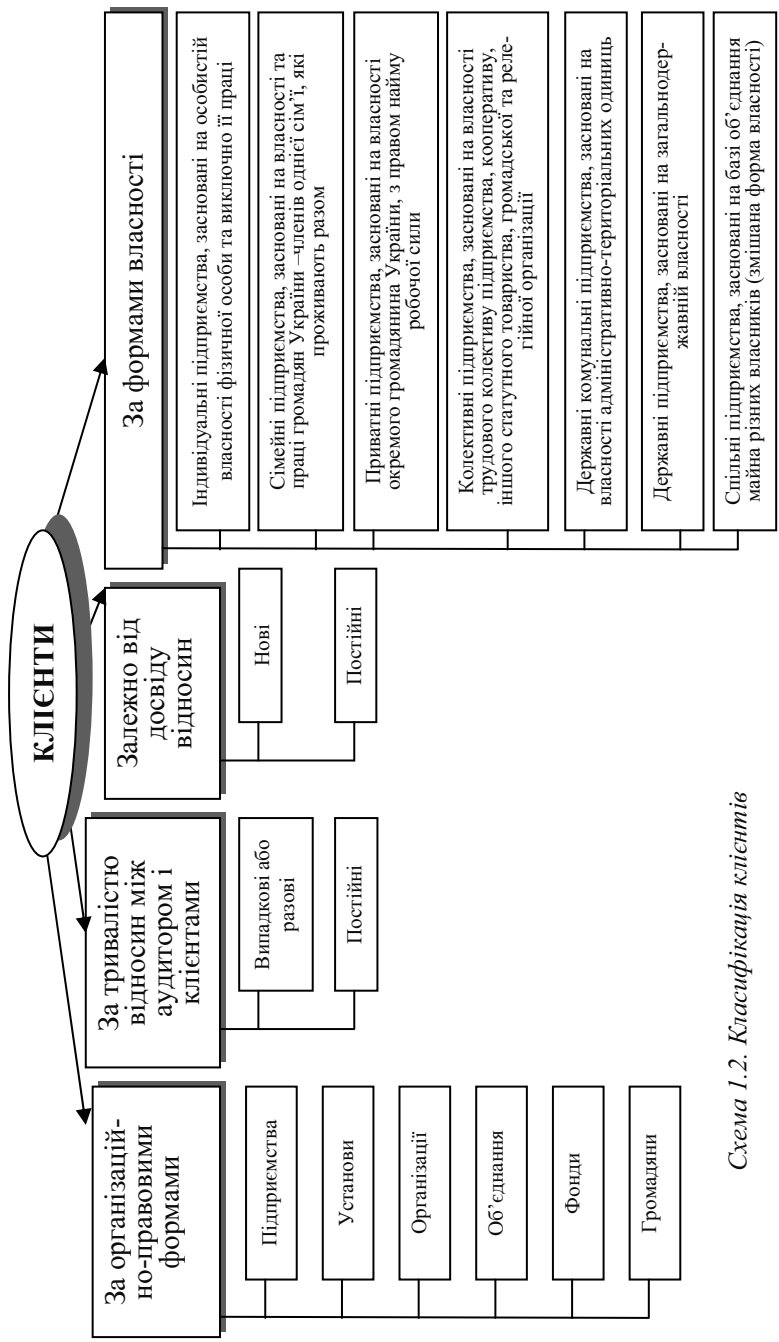 КЛІЄНТИ
За організацій-
но-правовими
формами
Підприємства
Установи
Організації
Об’єднання
Фонди
Громадяни
За тривалістю
відносин між
аудитором і
клієнтами
Випадкові або
разові
Постійні
Залежно від
досвіду
відносин
Нові
Постійні
За формами власності
Індивідуальні підприємства, засновані на особистій
власності фізичної особи та виключно її праці
Сімейні підприємства, засновані на власності та
праці громадян України –членів однієї сім”ї, які
проживають разом
Приватні підприємства, засновані на власності
окремого громадянина України, з правом найму
робочої сили
Колективні підприємства, засновані на власності
трудового колективу підприємства, кооперативу,
іншого статутного товариства, громадської та релі-
гійної організації
Державні комунальні підприємства, засновані на
власності адміністративно-територіальних одиниць
Державні підприємства, засновані на загальнодер-
жавній власності
Спільні підприємства, засновані на базі об’єднання
майна різних власників (змішана форма власності)
Схема 1.2. Класифікація клієнтів